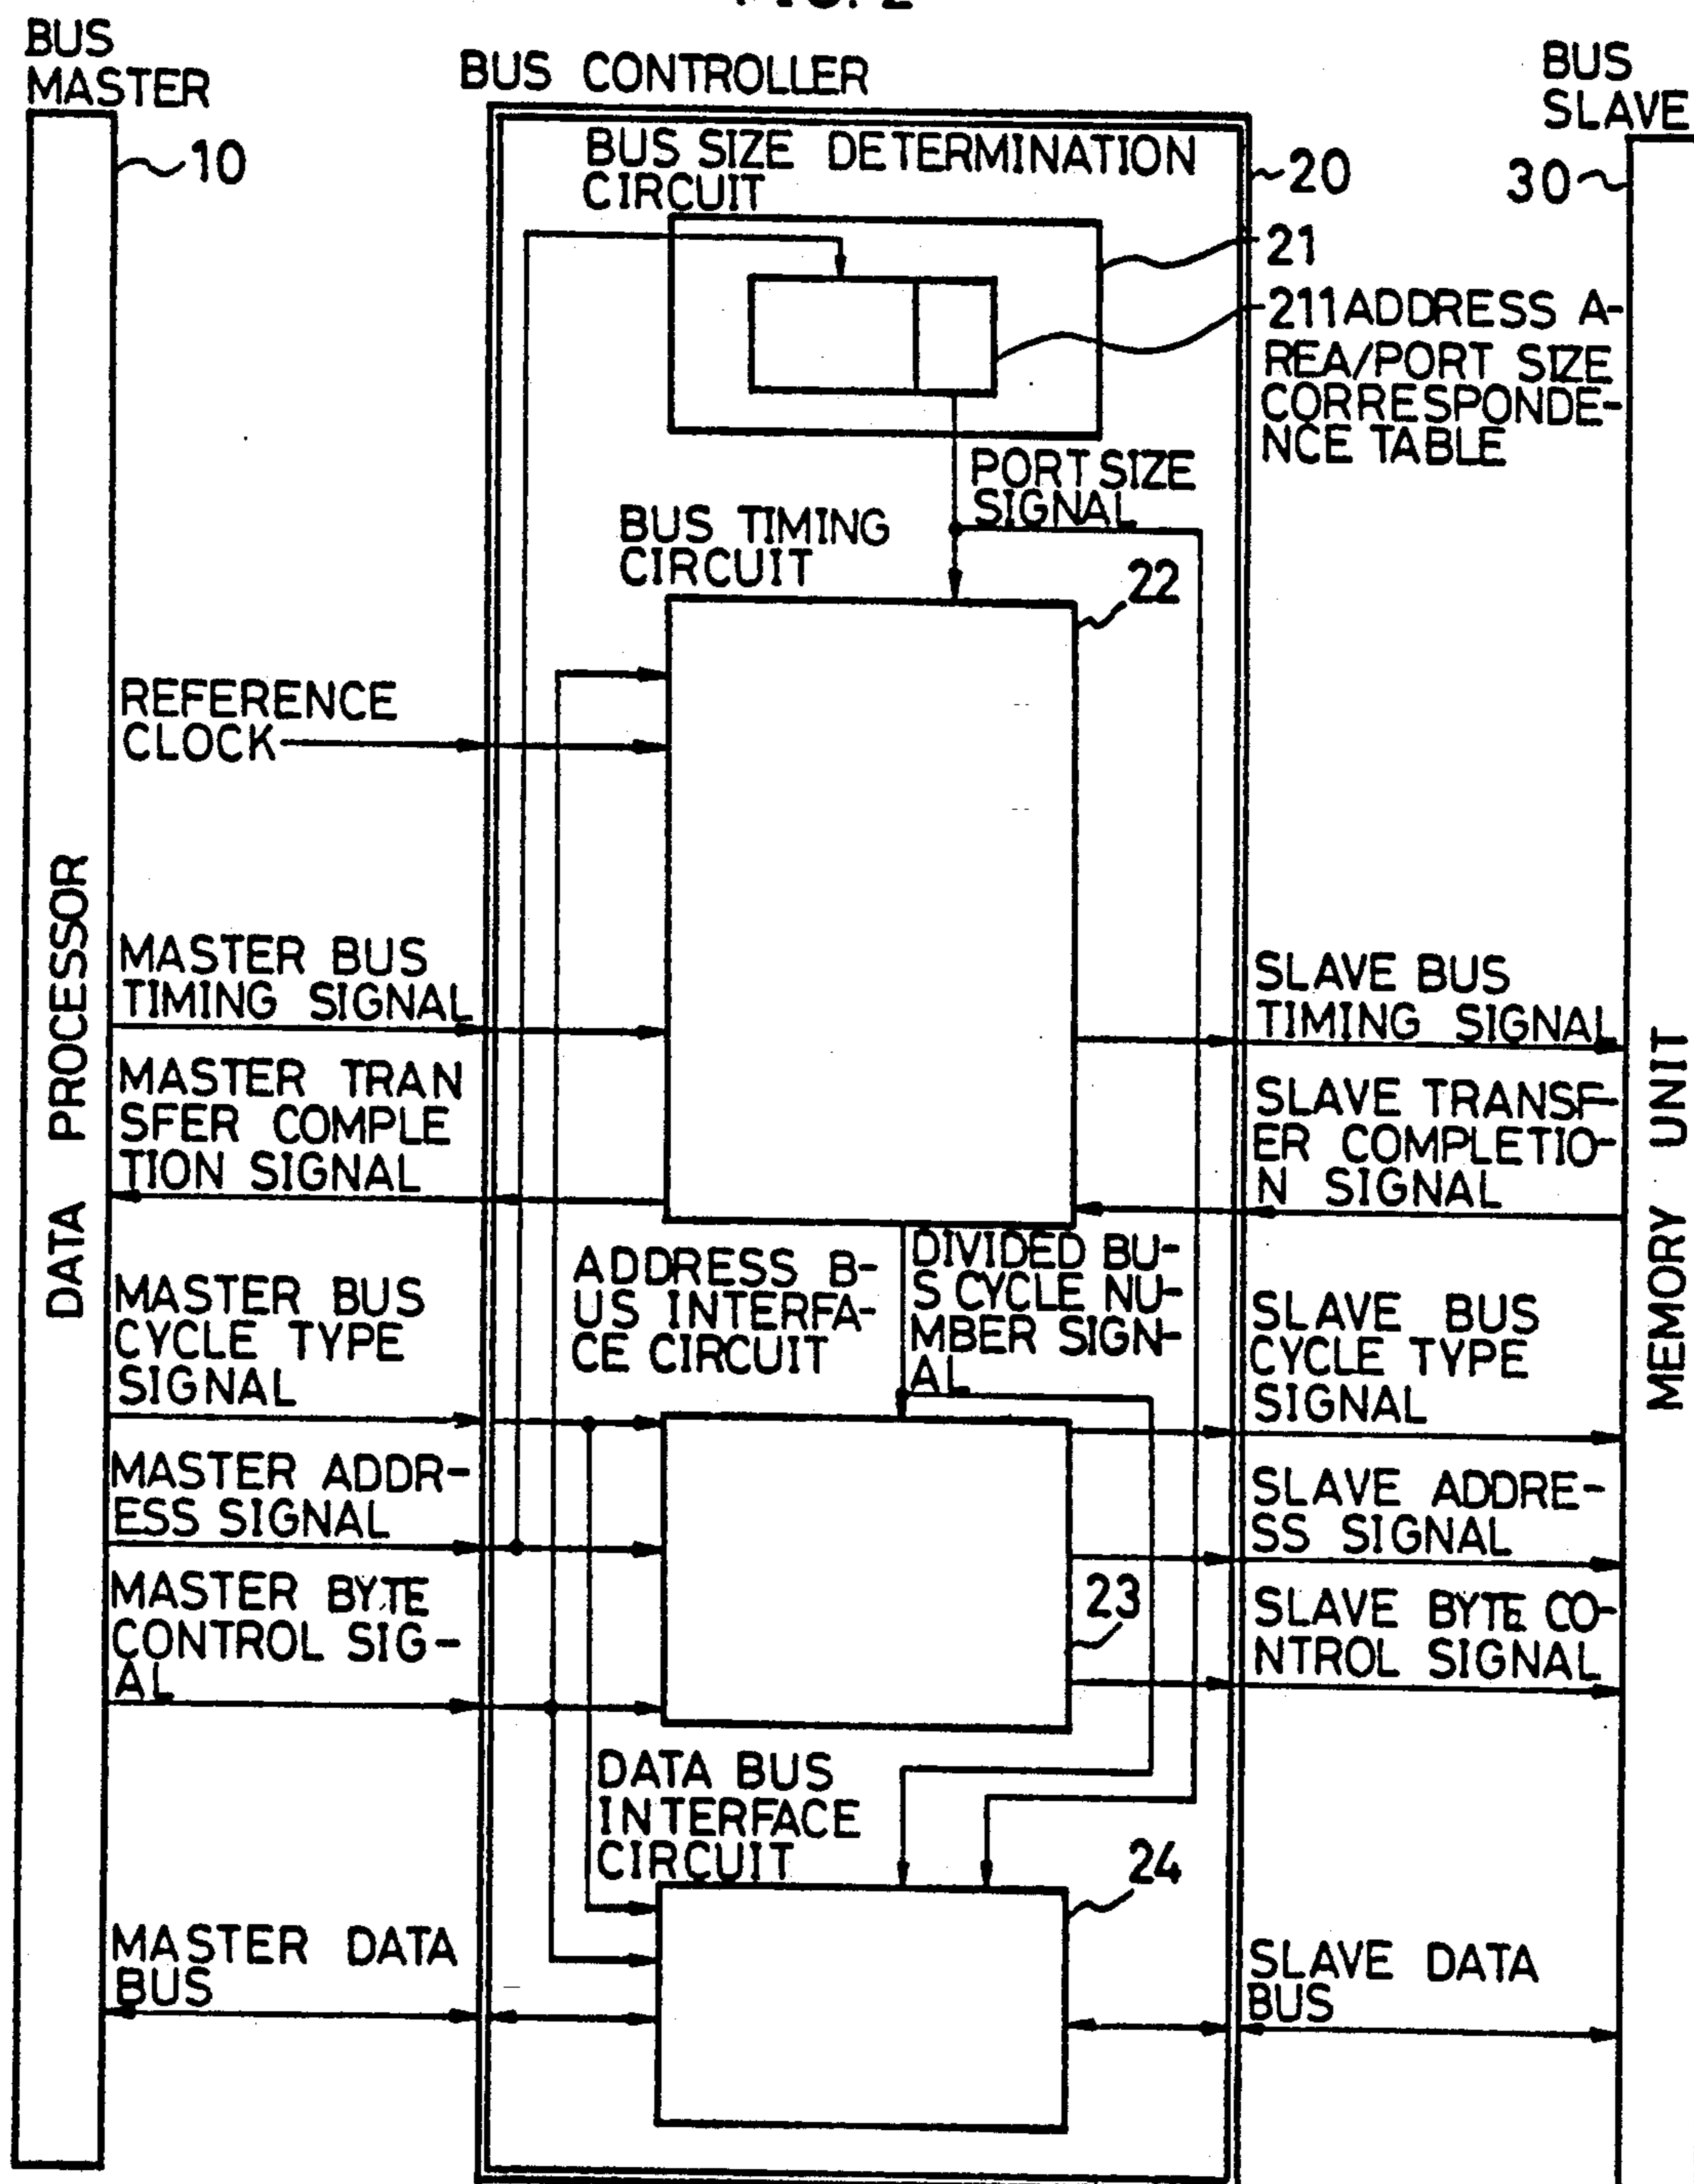 BUS
MASTER
10
BUS CONTROLLER
BUS
SLAVE
30
20
BUS SIZE DETERMINATION
CIRCUIT
21
211 ADDRESS A-
REA/PORT SIZE
CORRESPONDE-
NCE TABLE
PORT SIZE
SIGNAL
BUS TIMING
CIRCUIT
22
REFERENCE
CLOCK
DATA PROCESSOR
MASTER BUS
TIMING SIGNAL
MASTER TRAN
SFER COMPLE
TION SIGNAL
MASTER BUS
CYCLE TYPE
SIGNAL
MASTER ADDR-
ESS SIGNAL
MASTER BYTE
CONTROL SIG-
AL
MASTER DATA
BUS
ADDRESS B-
US INTERFA-
CE CIRCUIT
DIVIDED BU-
S CYCLE NU-
MBER SIGN-
AL
23
DATA BUS
INTERFACE
CIRCUIT
24
SLAVE BUS
TIMING SIGNAL
SLAVE TRANSF-
ER COMPLETIO-
N SIGNAL
SLAVE BUS
CYCLE TYPE
SIGNAL
SLAVE ADDRE-
SS SIGNAL
SLAVE BYTE CO-
NTROL SIGNAL
SLAVE DATA
BUS
MEMORY UNIT